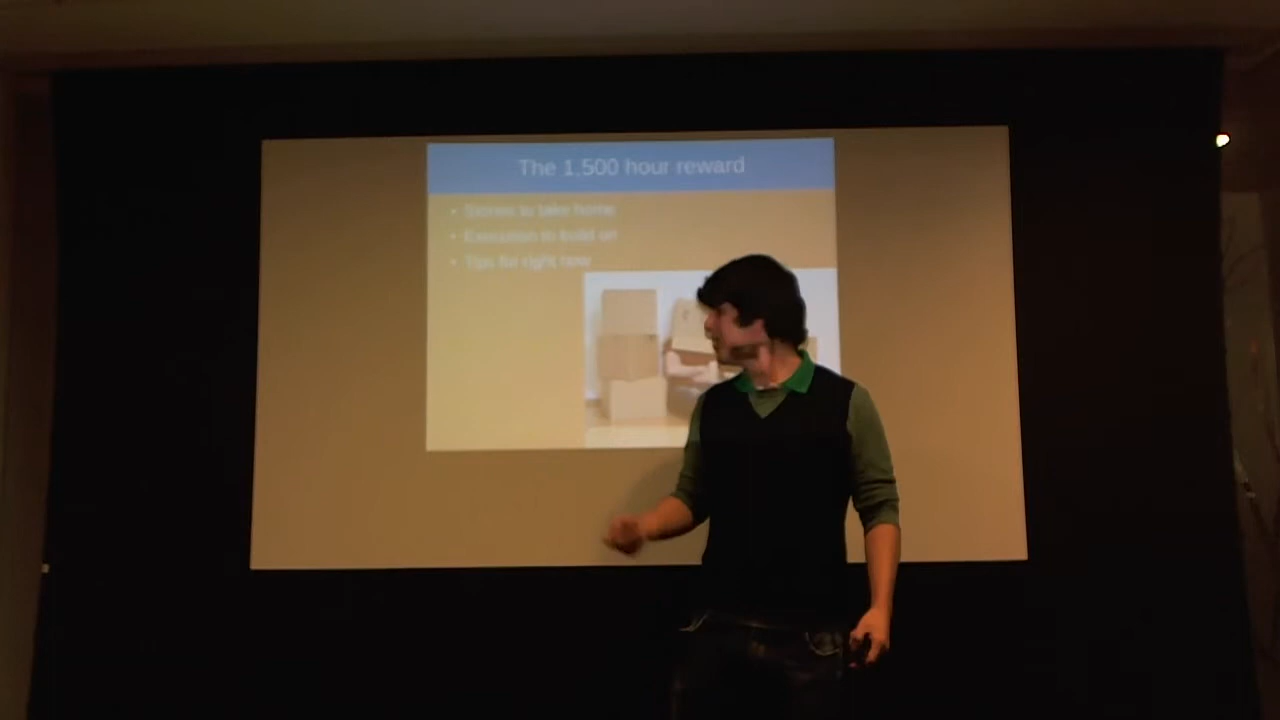 The 1.500 hour reward
• Stories to take home
• Execution to build on
• Tips for right now